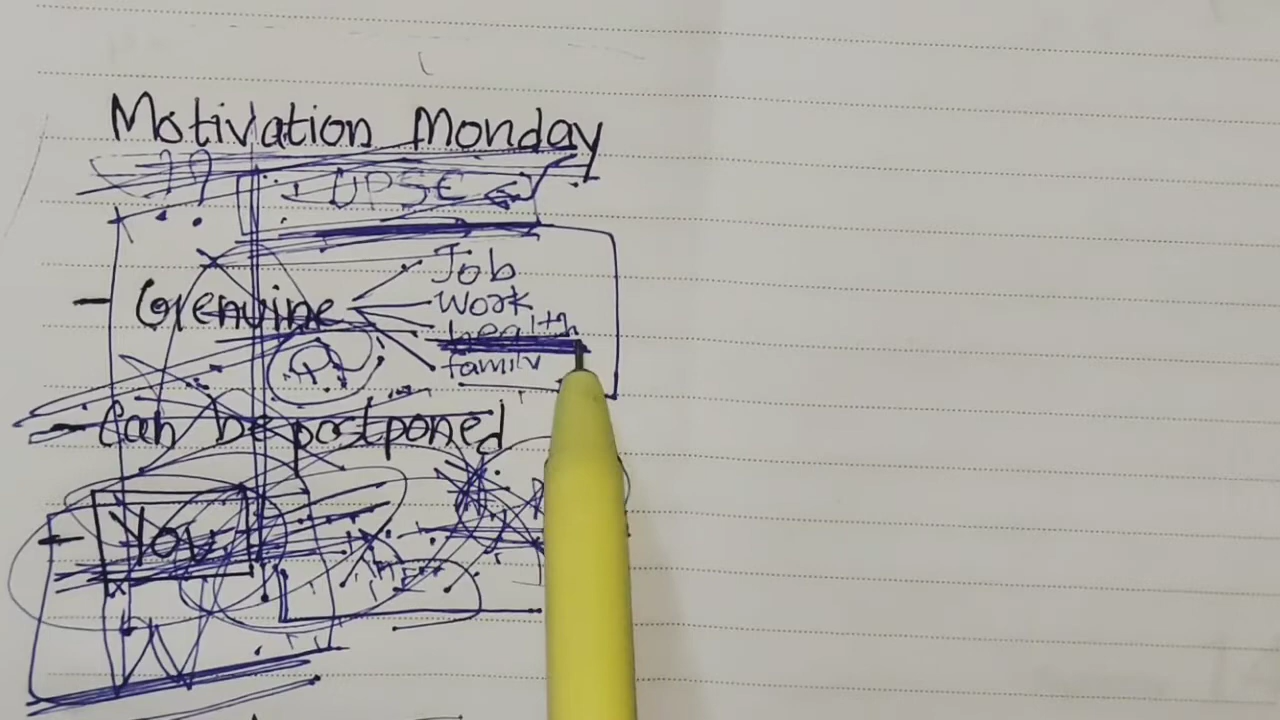 Motivation Monday
UPSC
- Genuine
Job
Work
health
family
- Can be postponed
- You